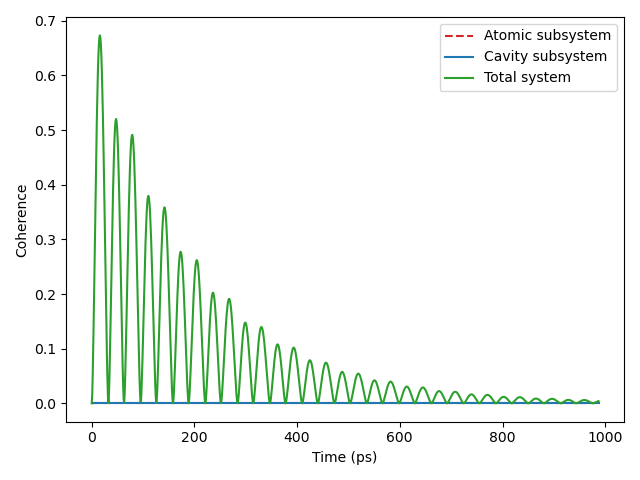 0.7
0.6
0.5
0.4
0.3
0.2
0.1
0.0
Coherence
Atomic subsystem
Cavity subsystem
Total system
0 200 400 600 800 1000
Time (ps)